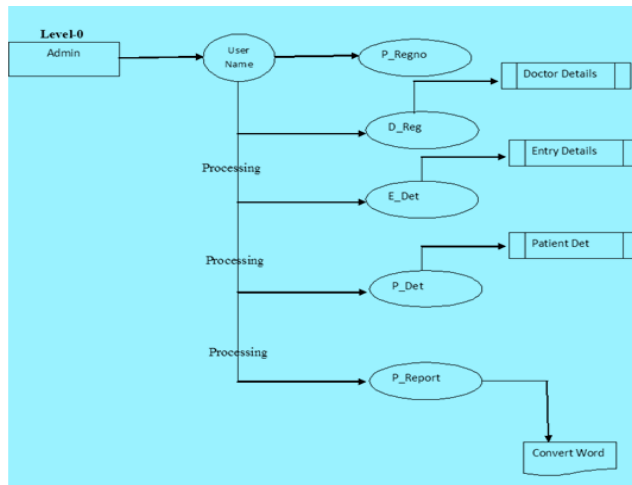 Level-0
Admin
User
Name
P_Regno
Doctor Details
D_Reg
Processing
Entry Details
E_Det
Processing
Patient Det
P_Det
Processing
P_Report
Convert Word